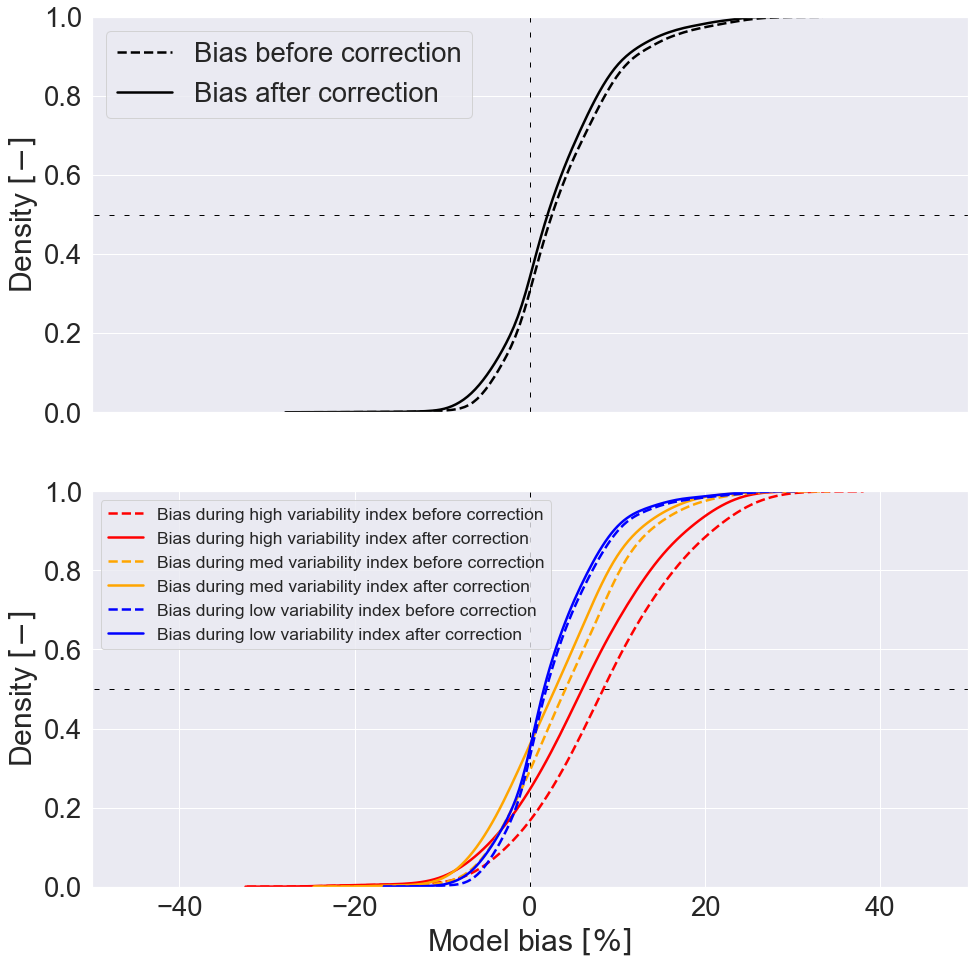 1.0
0.8
0.6
0.4
0.2
0.0
Density [−]
Bias before correction
Bias after correction
1.0
0.8
0.6
0.4
0.2
0.0
Density [−]
Bias during high variability index before correction
Bias during high variability index after correction
Bias during med variability index before correction
Bias during med variability index after correction
Bias during low variability index before correction
Bias during low variability index after correction
−40 −20 0 20 40
Model bias [%]